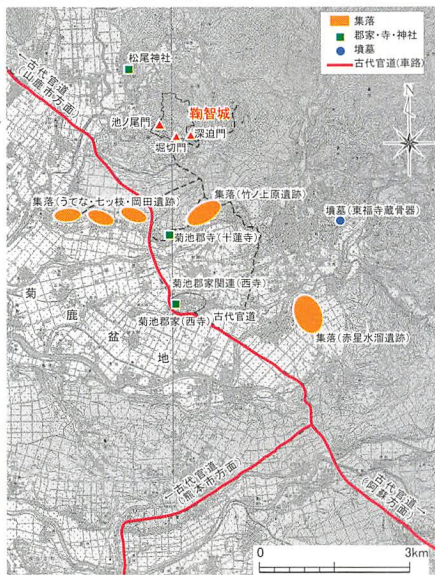 集落
郡家・寺・神社
墳墓
古代官道(車路)
←古代官道
(山鹿市方面)
松尾神社
鞠智城
池ノ尾門
深迫門
堀切門
N
集落(うてな・七ッ枝・岡田遺跡)
集落(竹ノ上原遺跡)
墳墓(東福寺蔵骨器)
菊池郡寺(十蓮寺)
菊池郡家関連(西寺)
菊池郡家(西寺)
古代官道
菊鹿盆地
集落(赤星水溜遺跡)
←古代官道
(熊本市方面)
古代官道→
(阿蘇方面)
0 3km